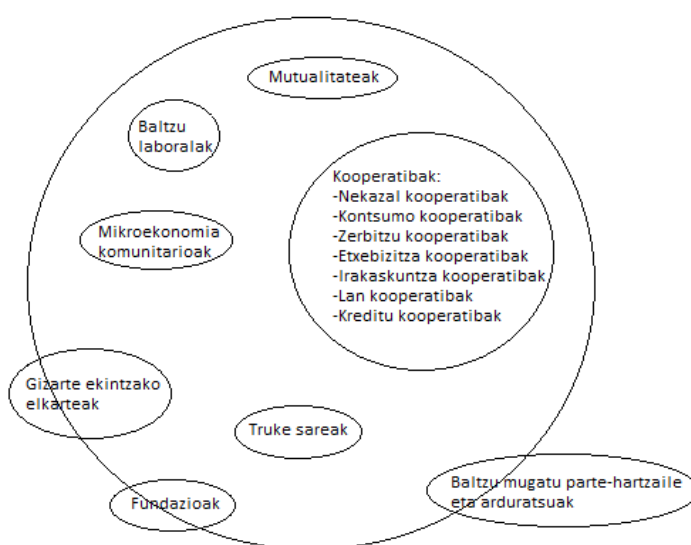 Mutualitateak
Baltzu
laboralak
Kooperatibak:
-Nekazal kooperatibak
-Kontsumo kooperatibak
-Zerbitzu kooperatibak
-Etxebizitza kooperatibak
-Irakaskuntza kooperatibak
-Lan kooperatibak
-Kreditu kooperatibak
Mikroekonomia
komunitarioak
Gizarte ekintzako
elkarteak
Truke sareak
Fundazioak
Baltzu mugatu parte-hartzaile
eta arduratsuak